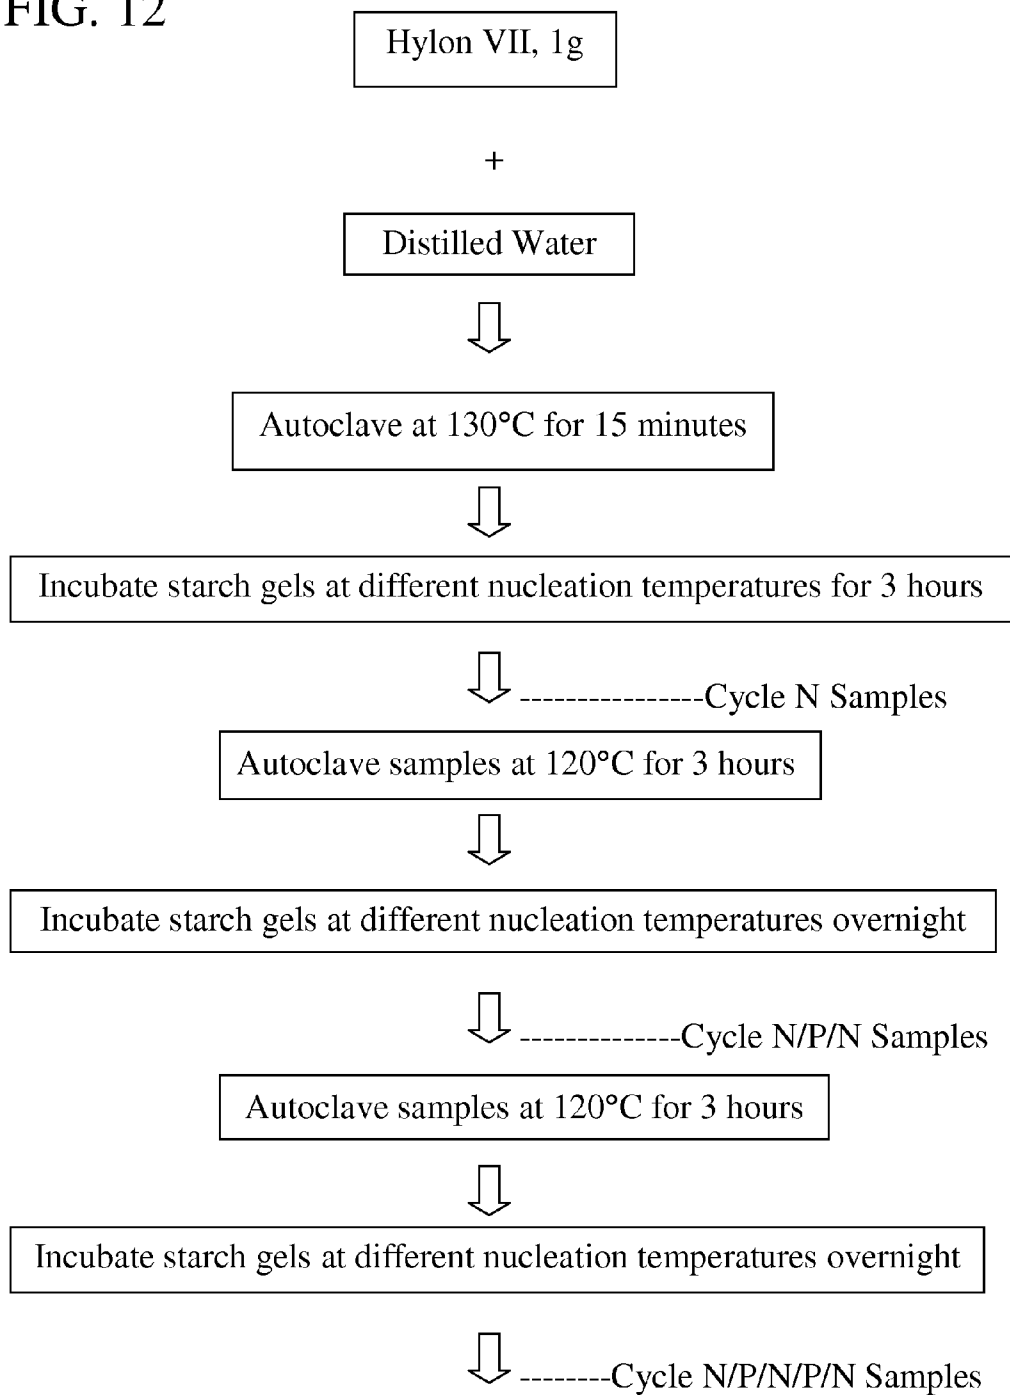 FIG. 12
Hylon VII, 1g
+
Distilled Water
Autoclave at 130°C for 15 minutes
Incubate starch gels at different nucleation temperatures for 3 hours
----------------Cycle N Samples
Autoclave samples at 120°C for 3 hours
Incubate starch gels at different nucleation temperatures overnight
--------------Cycle N/P/N Samples
Autoclave samples at 120°C for 3 hours
Incubate starch gels at different nucleation temperatures overnight
--------Cycle N/P/N/P/N Samples